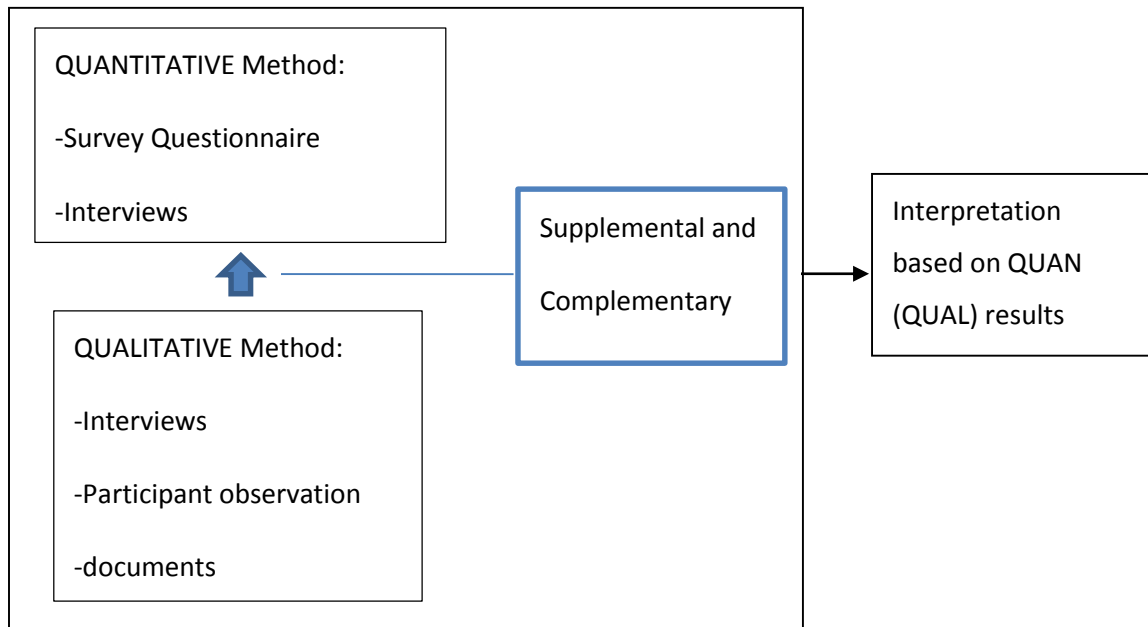 QUANTITATIVE Method:
-Survey Questionnaire
-Interviews
QUALITATIVE Method:
-Interviews
-Participant observation
-documents
Supplemental and
Complementary
Interpretation
based on QUAN
(QUAL) results